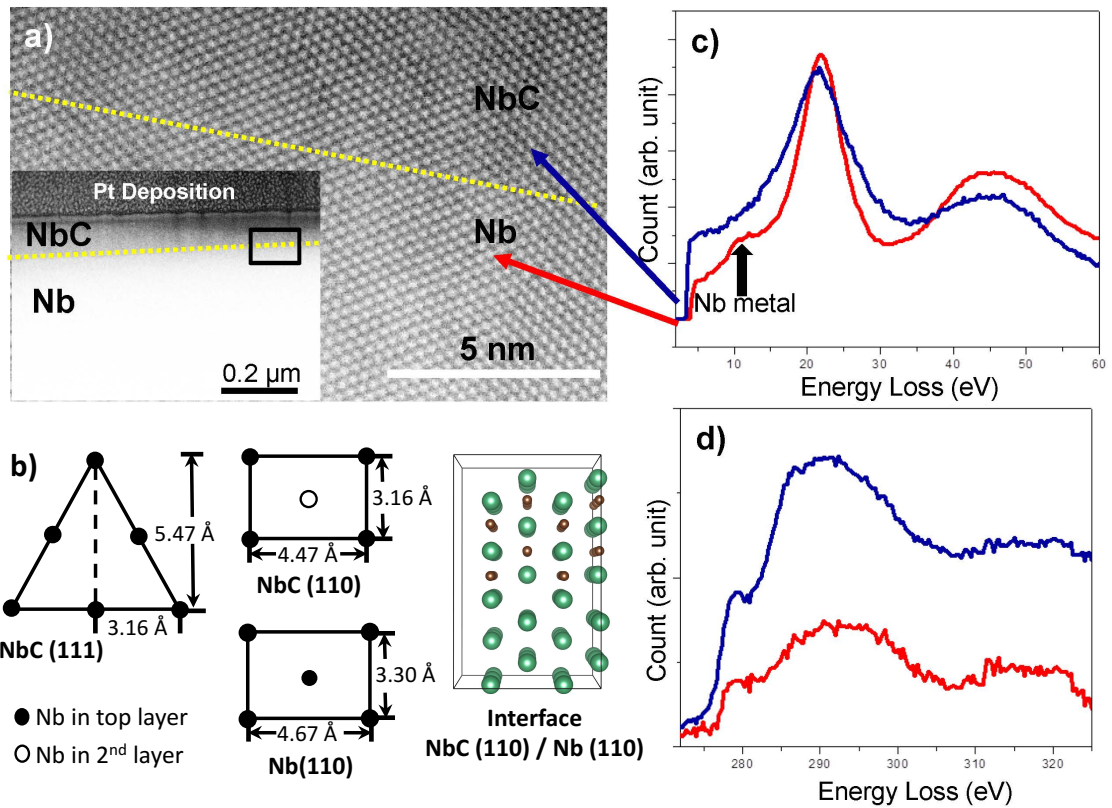 a)
NbC
Nb
5 nm
Pt Deposition
NbC
Nb
0.2 µm
c)
Count (arb. unit)
Nb metal
10 20 30 40 50 60
Energy Loss (eV)
b)
5.47 Å
3.16 Å
NbC (111)
3.16 Å
4.47 Å
NbC (110)
3.30 Å
4.67 Å
Nb(110)
Nb in top layer
Nb in 2nd layer
Interface
NbC (110) / Nb (110)
d)
Count (arb. unit)
280 290 300 310 320
Energy Loss (eV)